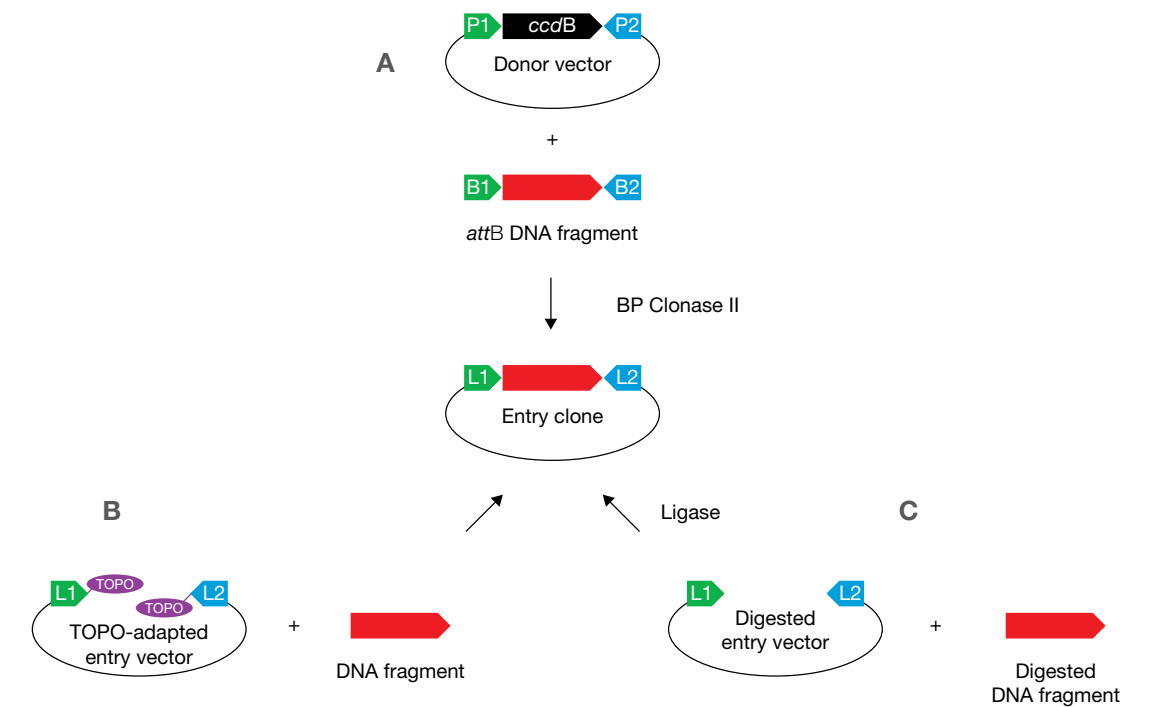 P1
ccdB
P2
A
Donor vector
+
B1
B2
attB DNA fragment
BP Clonase II
L1
L2
Entry clone
B
Ligase
C
L1
TOPO
TOPO
L2
TOPO-adapted
entry vector
+
DNA fragment
L1
L2
Digested
entry vector
+
Digested
DNA fragment